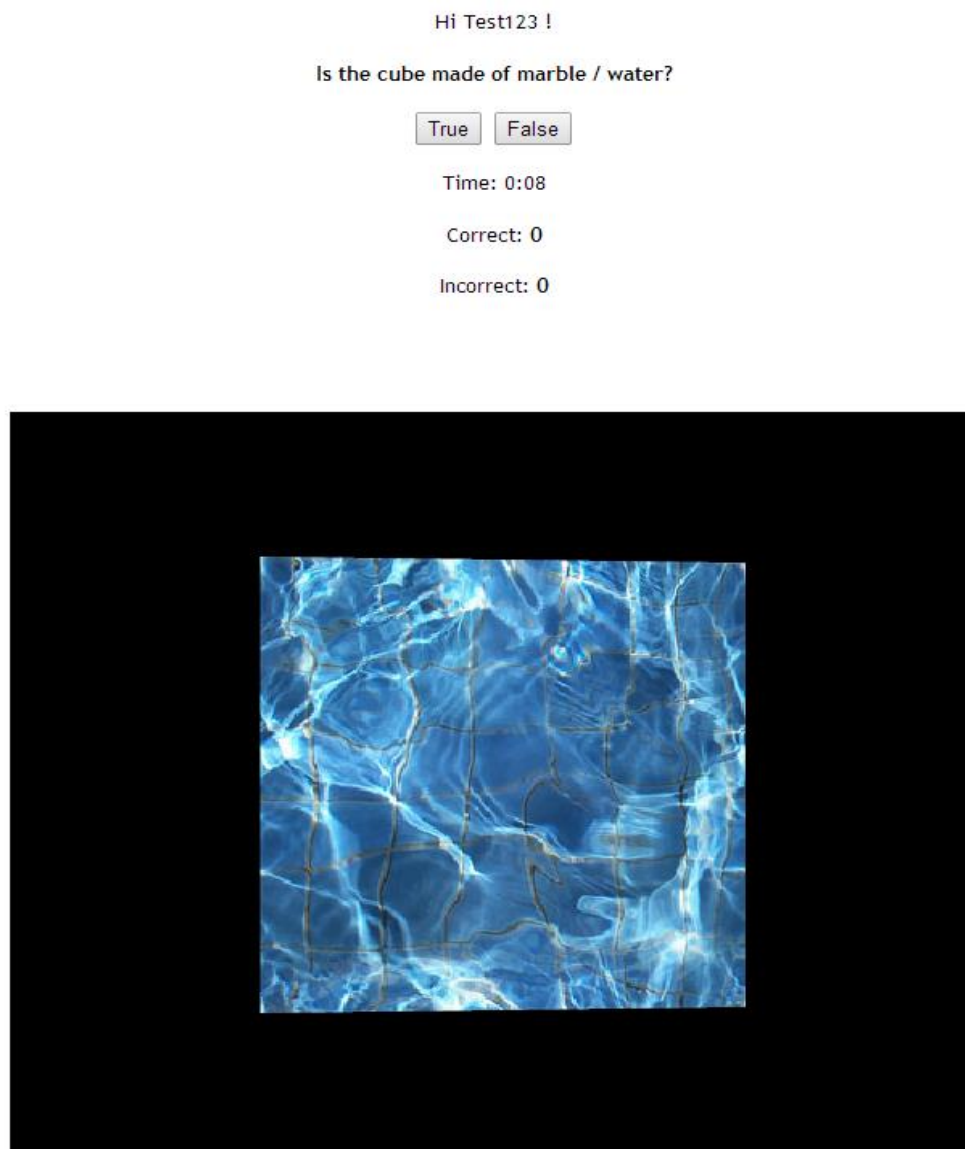 Hi Test123 !
Is the cube made of marble / water?
True False
Time: 0:08
Correct: 0
Incorrect: 0